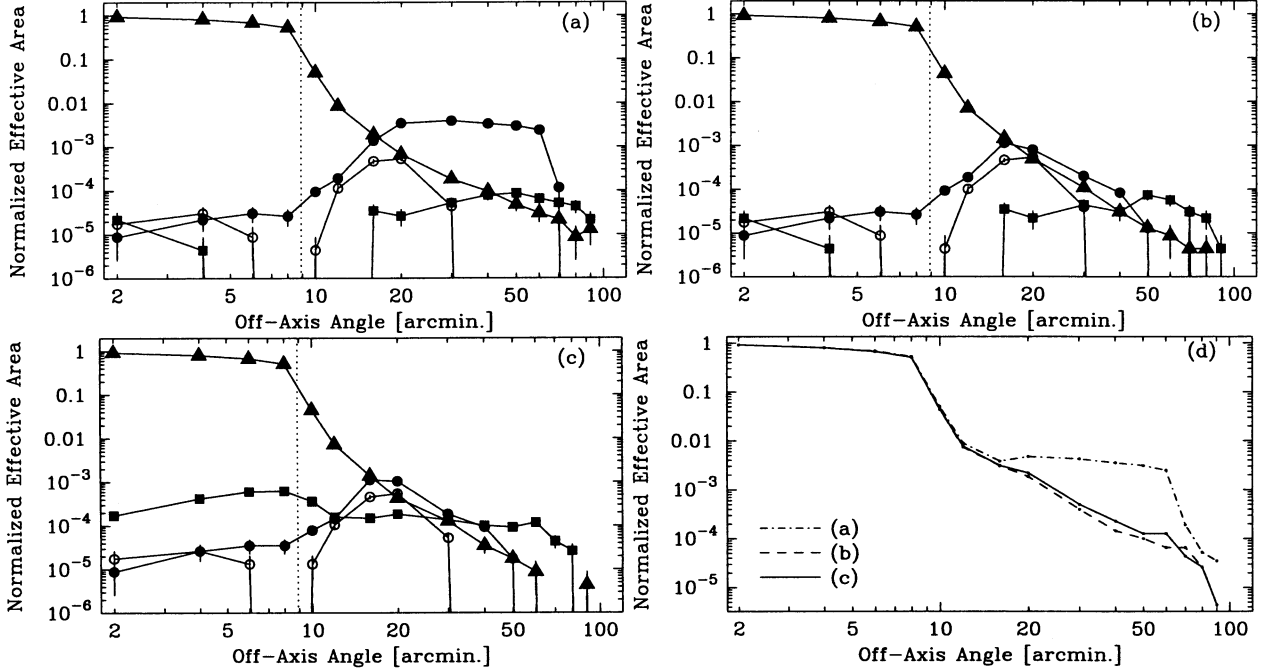 (a)
Normalized Effective Area
1
0.1
0.01
10⁻³
10⁻⁴
10⁻⁵
10⁻⁶
2 5 10 20 50 100
Off-Axis Angle [arcmin.]
(b)
Normalized Effective Area
1
0.1
0.01
10⁻³
10⁻⁴
10⁻⁵
10⁻⁶
2 5 10 20 50 100
Off-Axis Angle [arcmin.]
(c)
Normalized Effective Area
1
0.1
0.01
10⁻³
10⁻⁴
10⁻⁵
10⁻⁶
2 5 10 20 50 100
Off-Axis Angle [arcmin.]
(d)
Normalized Effective Area
1
0.1
0.01
10⁻³
10⁻⁴
10⁻⁵
(a)
(b)
(c)
2 5 10 20 50 100
Off-Axis Angle [arcmin.]